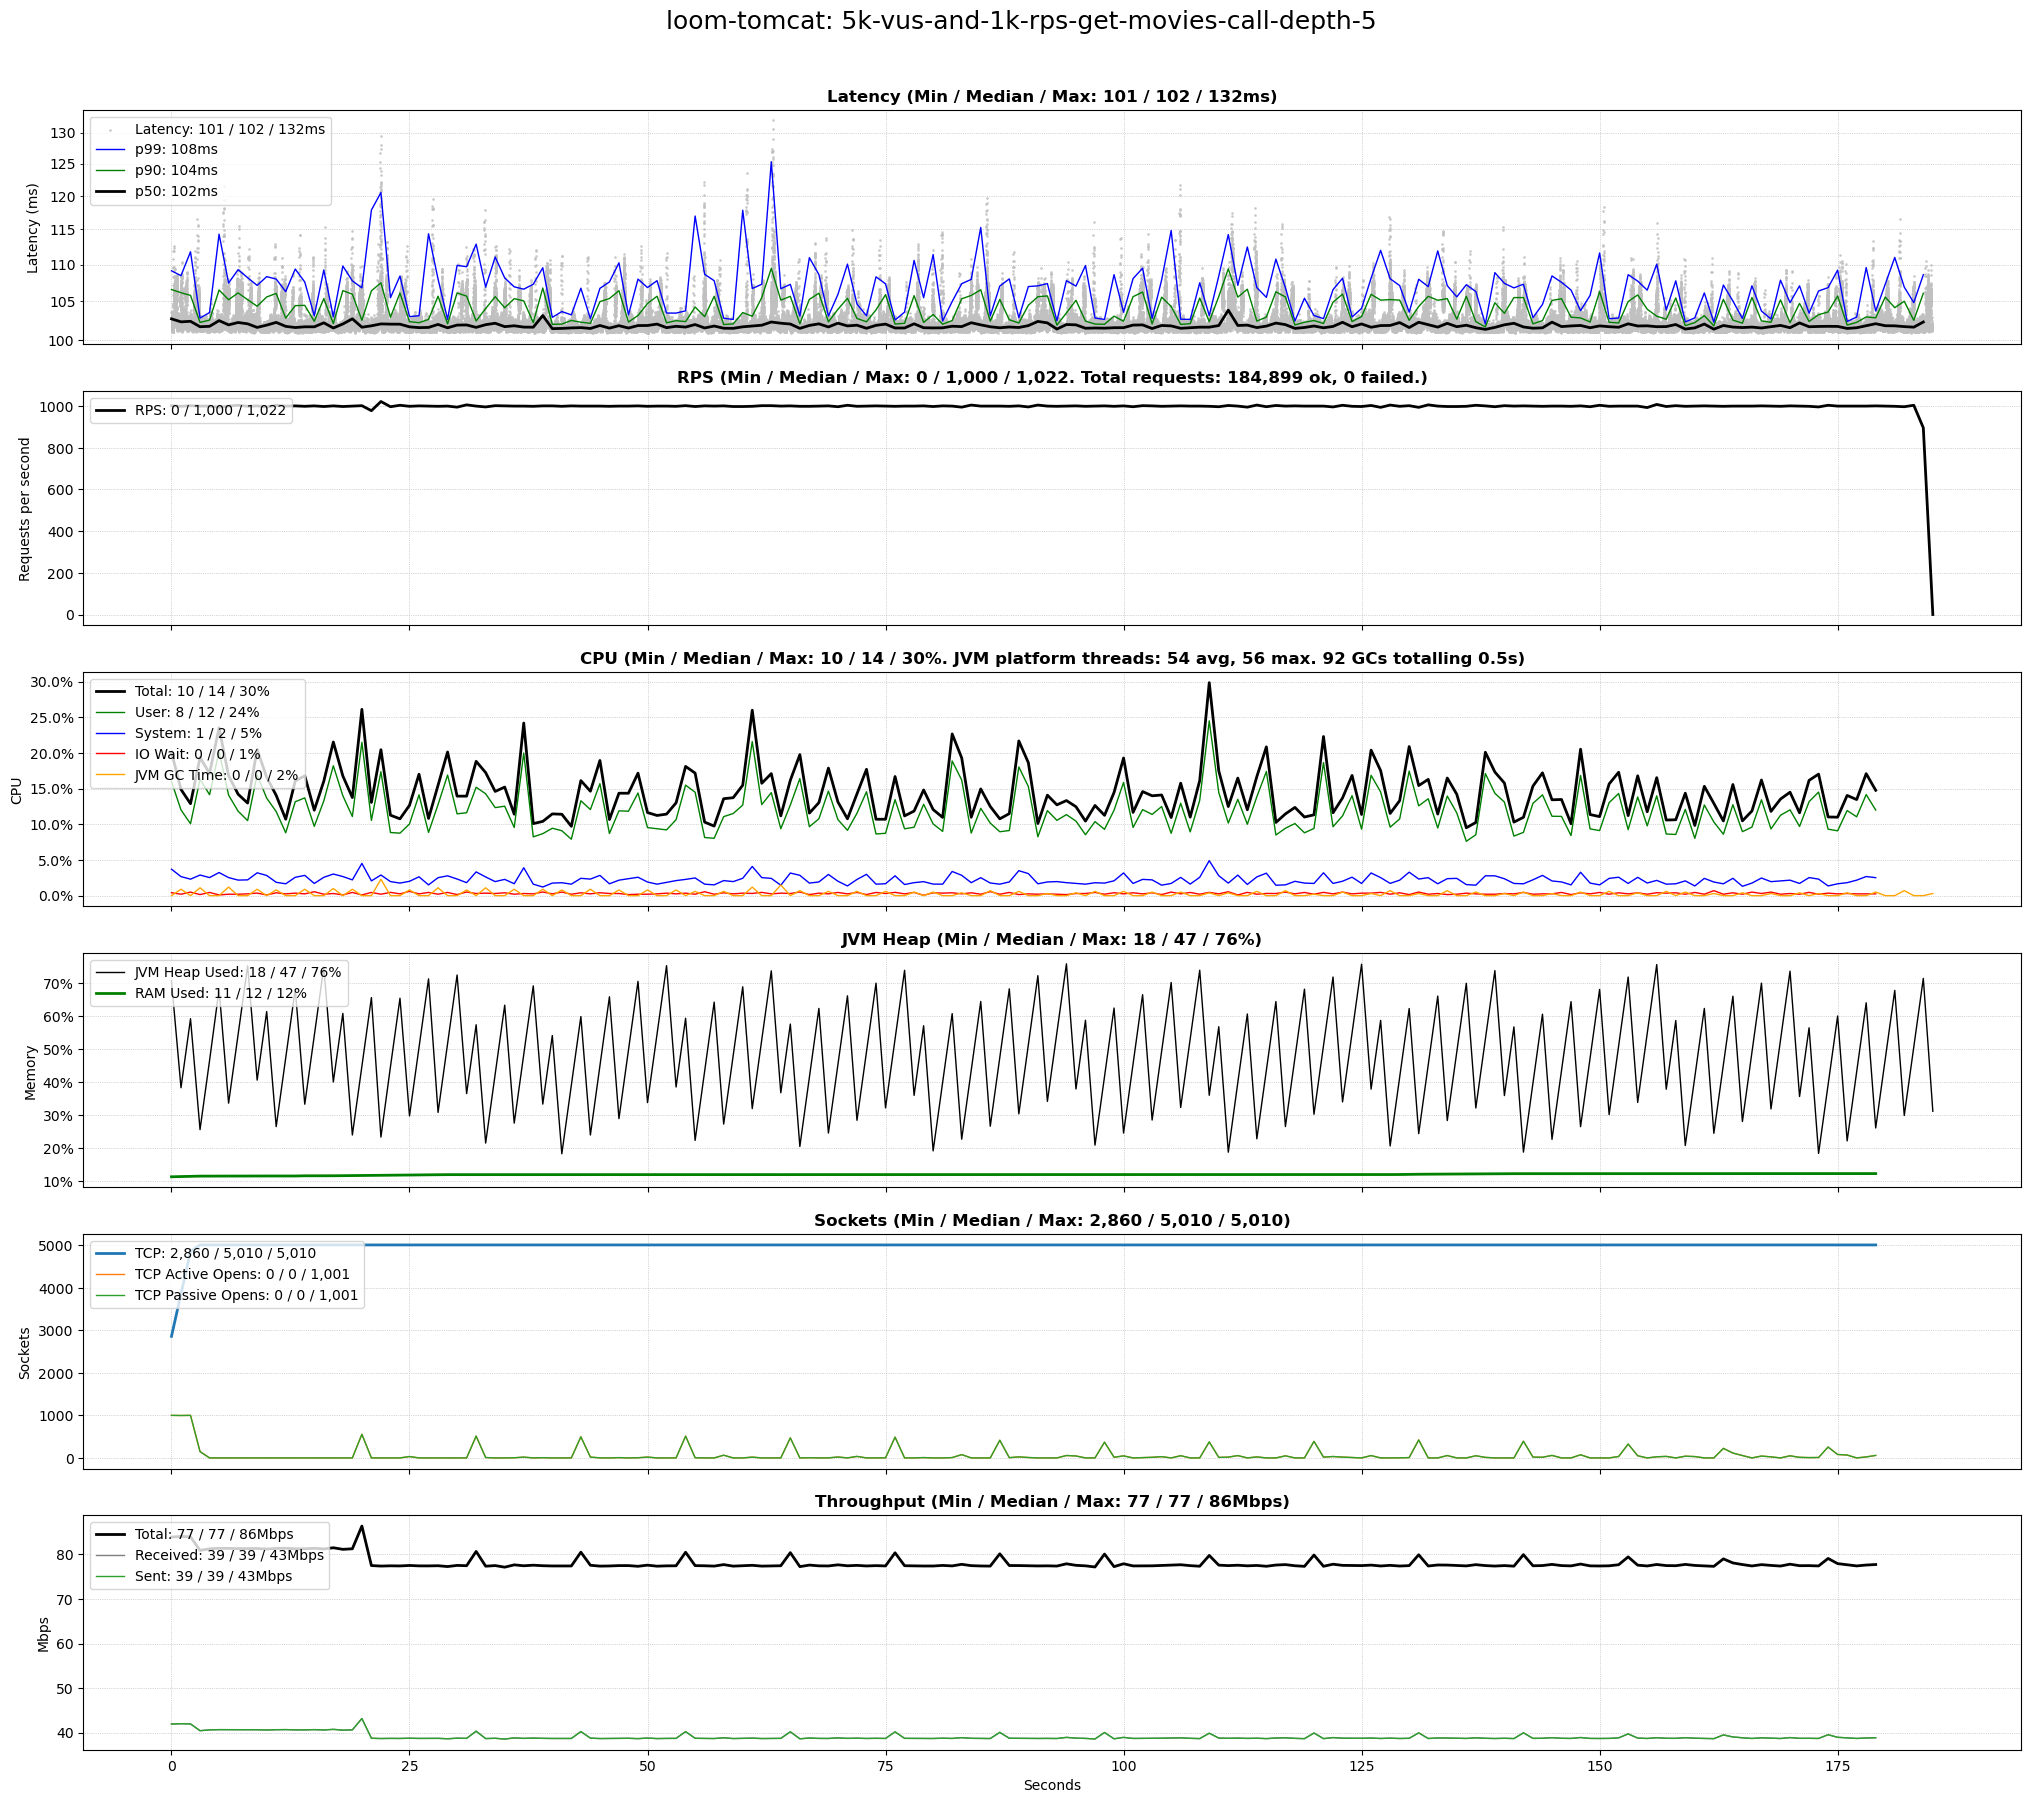 loom-tomcat: 5k-vus-and-1k-rps-get-movies-call-depth-5
Latency (Min / Median / Max: 101 / 102 / 132ms)
Latency: 101 / 102 / 132ms
p99: 108ms
p90: 104ms
p50: 102ms
Latency (ms)
130
125
120
115
110
105
100
RPS (Min / Median / Max: 0 / 1,000 / 1,022. Total requests: 184,899 ok, 0 failed.)
RPS: 0 / 1,000 / 1,022
Requests per second
1000
800
600
400
200
0
CPU (Min / Median / Max: 10 / 14 / 30%. JVM platform threads: 54 avg, 56 max. 92 GCs totalling 0.5s)
Total: 10 / 14 / 30%
User: 8 / 12 / 24%
System: 1 / 2 / 5%
IO Wait: 0 / 0 / 1%
JVM GC Time: 0 / 0 / 2%
CPU
30.0%
25.0%
20.0%
15.0%
10.0%
5.0%
0.0%
JVM Heap (Min / Median / Max: 18 / 47 / 76%)
JVM Heap Used: 18 / 47 / 76%
RAM Used: 11 / 12 / 12%
Memory
70%
60%
50%
40%
30%
20%
10%
Sockets (Min / Median / Max: 2,860 / 5,010 / 5,010)
TCP: 2,860 / 5,010 / 5,010
TCP Active Opens: 0 / 0 / 1,001
TCP Passive Opens: 0 / 0 / 1,001
Sockets
5000
4000
3000
2000
1000
0
Throughput (Min / Median / Max: 77 / 77 / 86Mbps)
Total: 77 / 77 / 86Mbps
Received: 39 / 39 / 43Mbps
Sent: 39 / 39 / 43Mbps
Mbps
80
70
60
50
40
0 25 50 75 100 125 150 175
Seconds